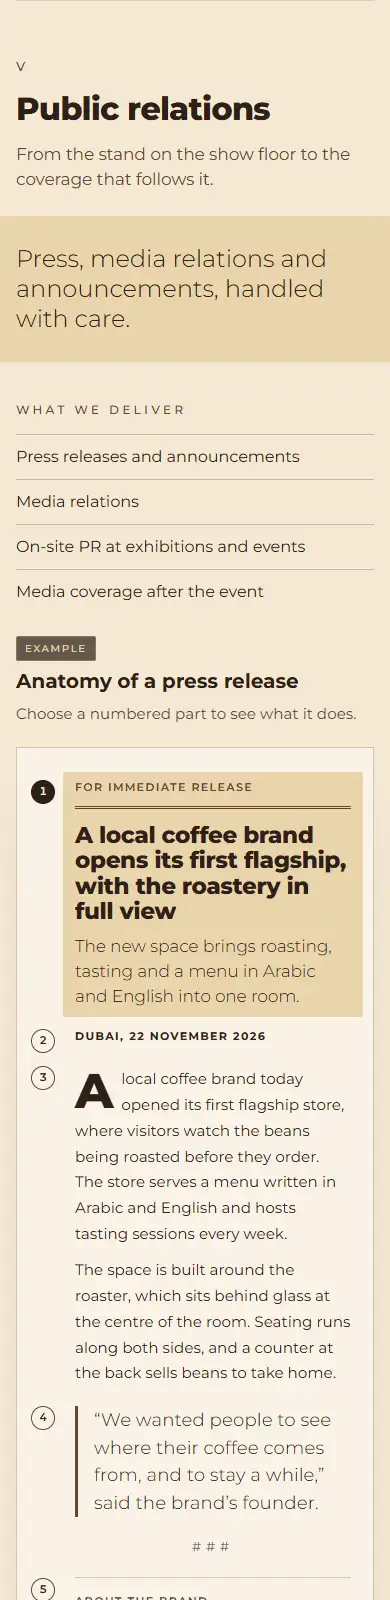 V
Public relations
From the stand on the show floor to the
coverage that follows it.
Press, media relations and
announcements, handled
with care.
WHAT WE DELIVER
Press releases and announcements
Media relations
On-site PR at exhibitions and events
Media coverage after the event
EXAMPLE
Anatomy of a press release
Choose a numbered part to see what it does.
1
FOR IMMEDIATE RELEASE
A local coffee brand
opens its first flagship,
with the roastery in
full view
The new space brings roasting,
tasting and a menu in Arabic
and English into one room.
2
DUBAI, 22 NOVEMBER 2026
3
A local coffee brand today
opened its first flagship store,
where visitors watch the beans
being roasted before they order.
The store serves a menu written in
Arabic and English and hosts
tasting sessions every week.
The space is built around the
roaster, which sits behind glass at
the centre of the room. Seating runs
along both sides, and a counter at
the back sells beans to take home.
4
“We wanted people to see
where their coffee comes
from, and to stay a while,”
said the brand’s founder.
# # #
5
ABOUT THE BRAND